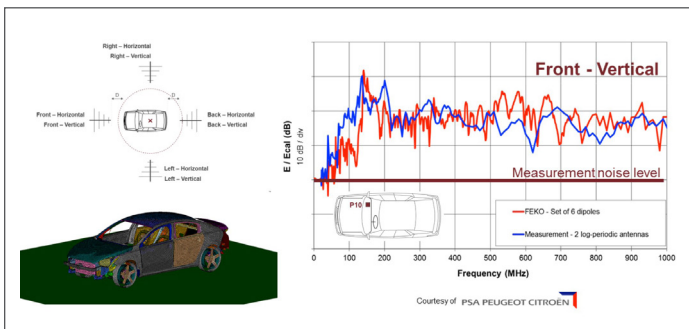 Right – Horizontal
Right – Vertical
D
D
Front – Horizontal
Front – Vertical
Back – Horizontal
Back – Vertical
Left – Horizontal
Left – Vertical
Front - Vertical
E / Ecal (dB)
10 dB / div
Measurement noise level
P10
FEKO - Set of 6 dipoles
Measurement - 2 log-periodic antennas
0 100 200 300 400 500 600 700 800 900 1000
Frequency (MHz)
Courtesy of PSA PEUGEOT CITROËN